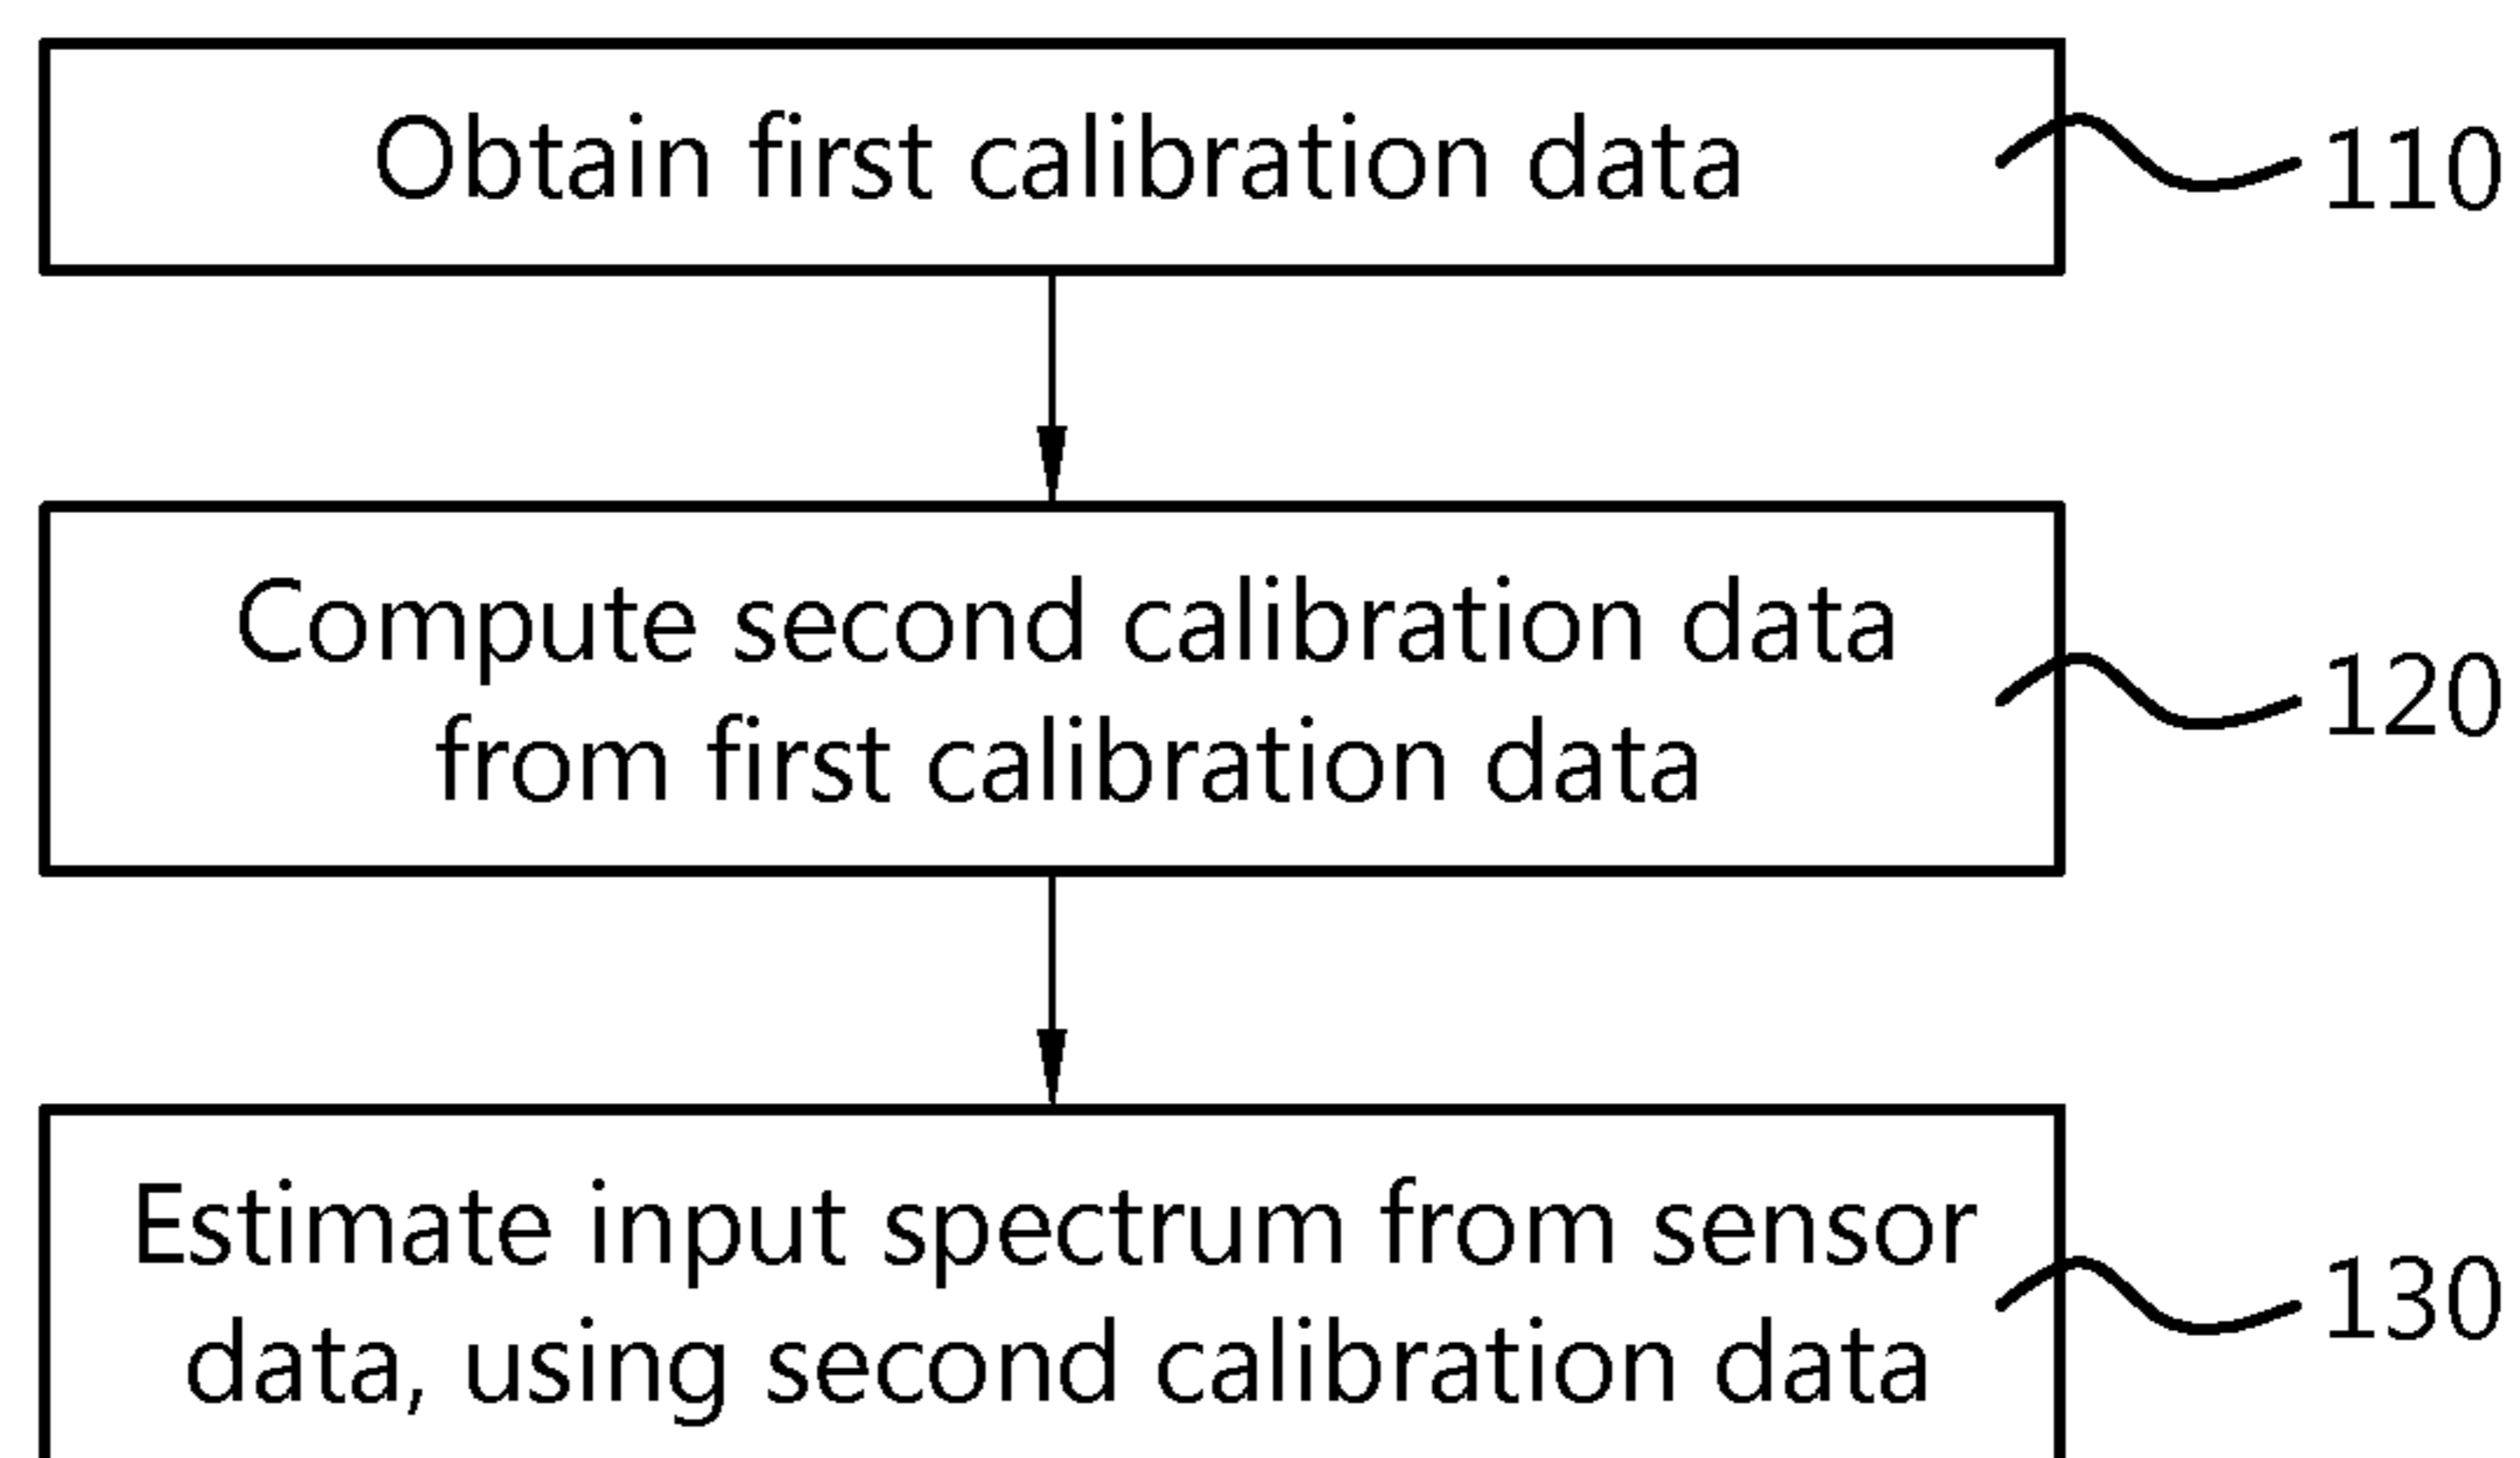 Obtain first calibration data
110
Compute second calibration data
from first calibration data
120
Estimate input spectrum from sensor
data, using second calibration data
130